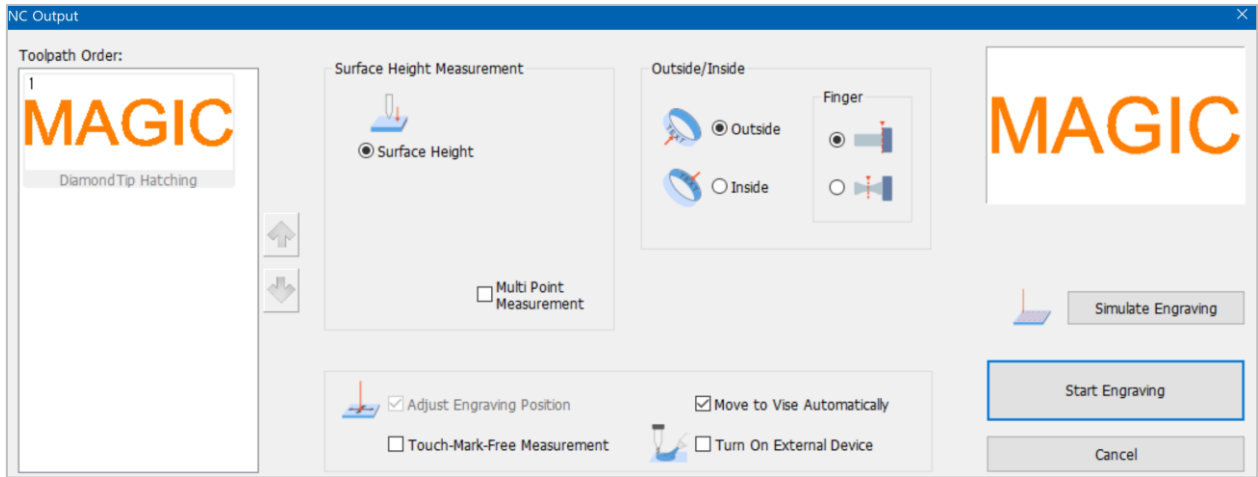 NC Output
Toolpath Order:
1
MAGIC
DiamondTip Hatching
Surface Height Measurement
Surface Height
Multi Point
Measurement
Outside/Inside
Outside
Inside
Finger
MAGIC
Simulate Engraving
Adjust Engraving Position
Move to Vise Automatically
Touch-Mark-Free Measurement
Turn On External Device
Start Engraving
Cancel